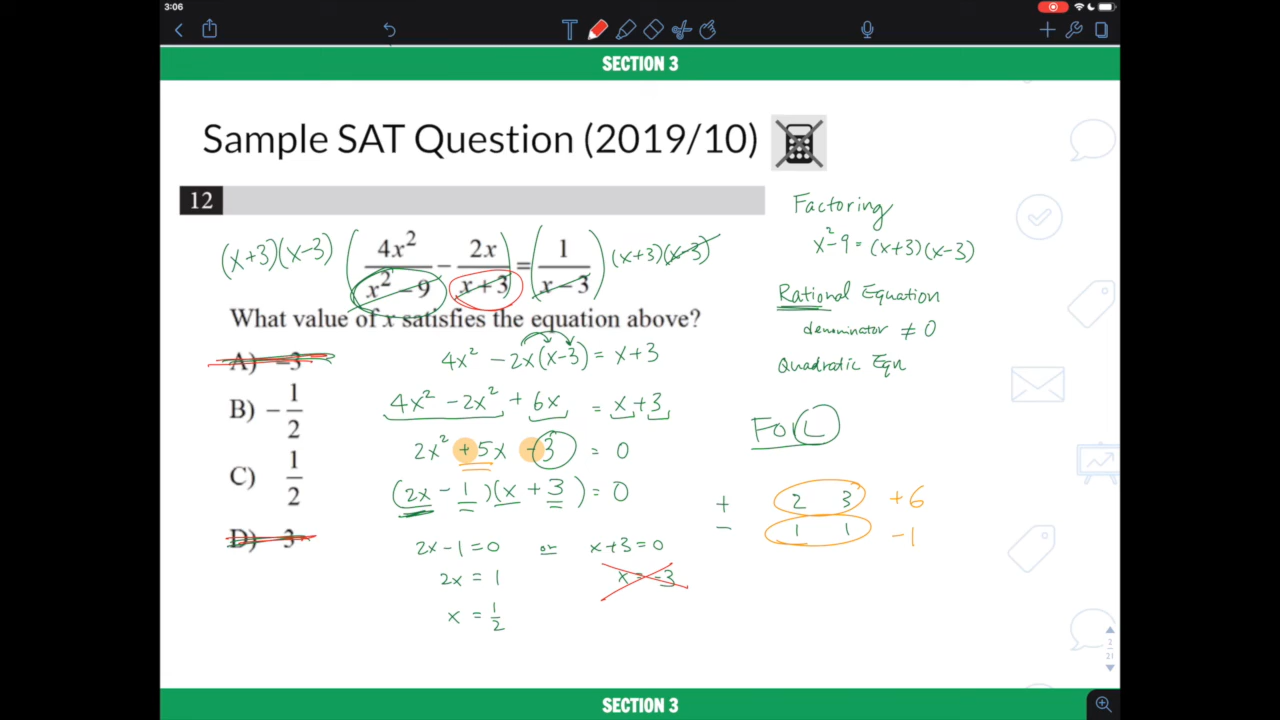 3:06
SECTION 3
Sample SAT Question (2019/10)
12
Factoring
x²-9 = (x+3)(x-3)
(x+3)(x-3) ( 4x²/x² – 9 – 2x/x + 3 ) = ( 1/x – 3 ) (x+3)(x-3)
Rational Equation
What value of x satisfies the equation above?
denominator ≠ 0
A) –3
4x² - 2x(x-3) = x+3
Quadratic Eqn
B) – 1/2
4x² - 2x² + 6x = x+3
FOIL
2x² +5x -3 = 0
C) 1/2
(2x - 1)(x + 3) = 0
+ 2 3 +6
- 1 1 -1
D) 3
2x-1=0 or x+3=0
2x = 1 x = -3
x = 1/2
2
21
SECTION 3